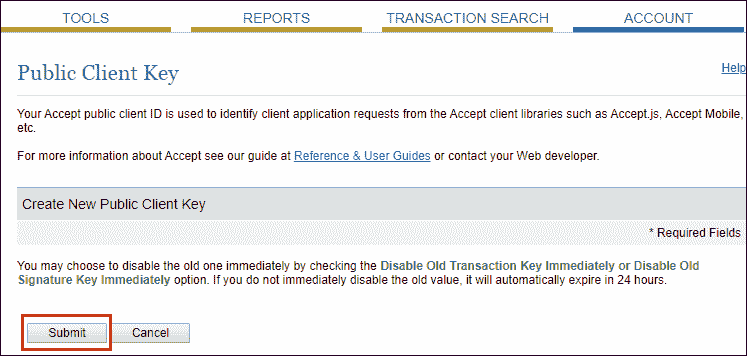 TOOLS REPORTS TRANSACTION SEARCH ACCOUNT
Public Client Key
Help
Your Accept public client ID is used to identify client application requests from the Accept client libraries such as Accept.js, Accept Mobile,
etc.
For more information about Accept see our guide at Reference & User Guides or contact your Web developer.
Create New Public Client Key
* Required Fields
You may choose to disable the old one immediately by checking the Disable Old Transaction Key Immediately or Disable Old
Signature Key Immediately option. If you do not immediately disable the old value, it will automatically expire in 24 hours.
Submit Cancel